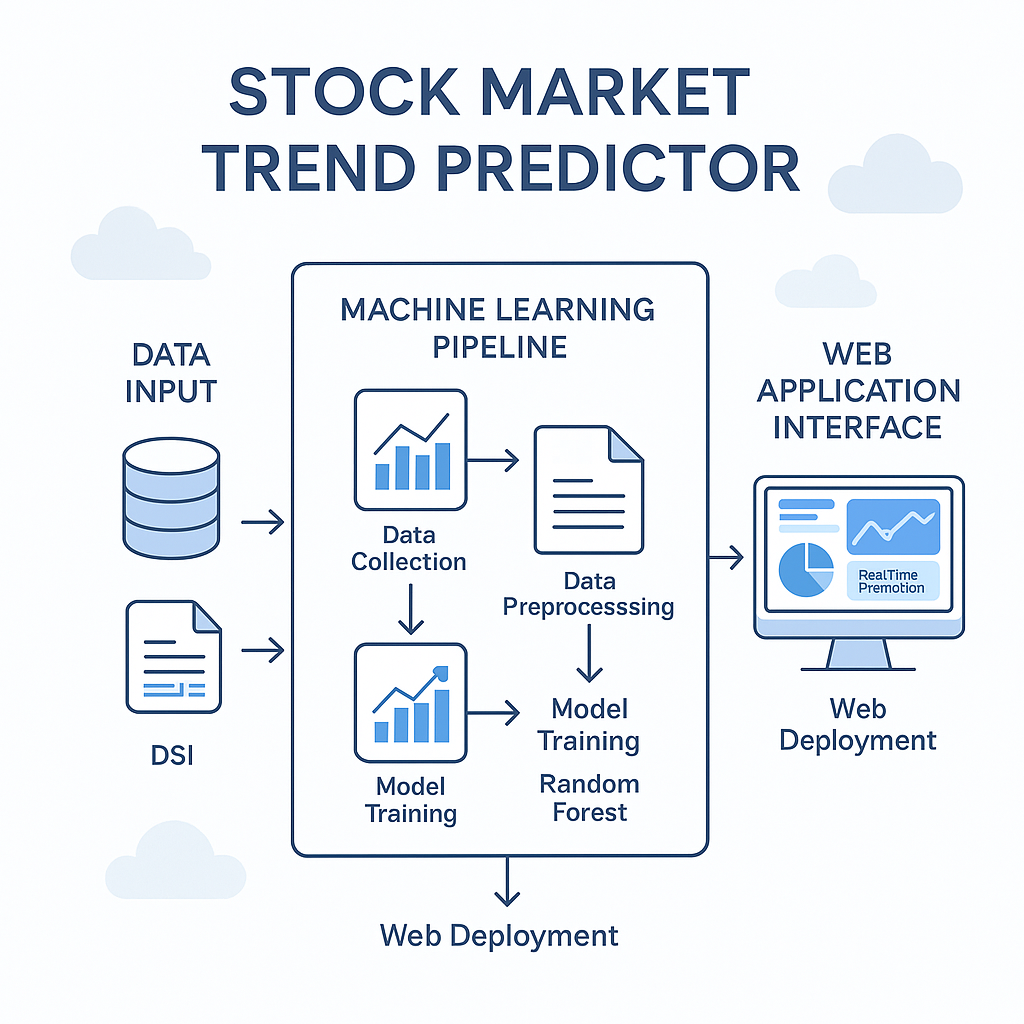 STOCK MARKET
TREND PREDICTOR
DATA
INPUT
DSI
MACHINE LEARNING
PIPELINE
Data
Collection
Data
Preprocesssing
Model
Training
Model
Training
Random
Forest
WEB
APPLICATION
INTERFACE
RealTime
Premotion
Web
Deployment
Web Deployment